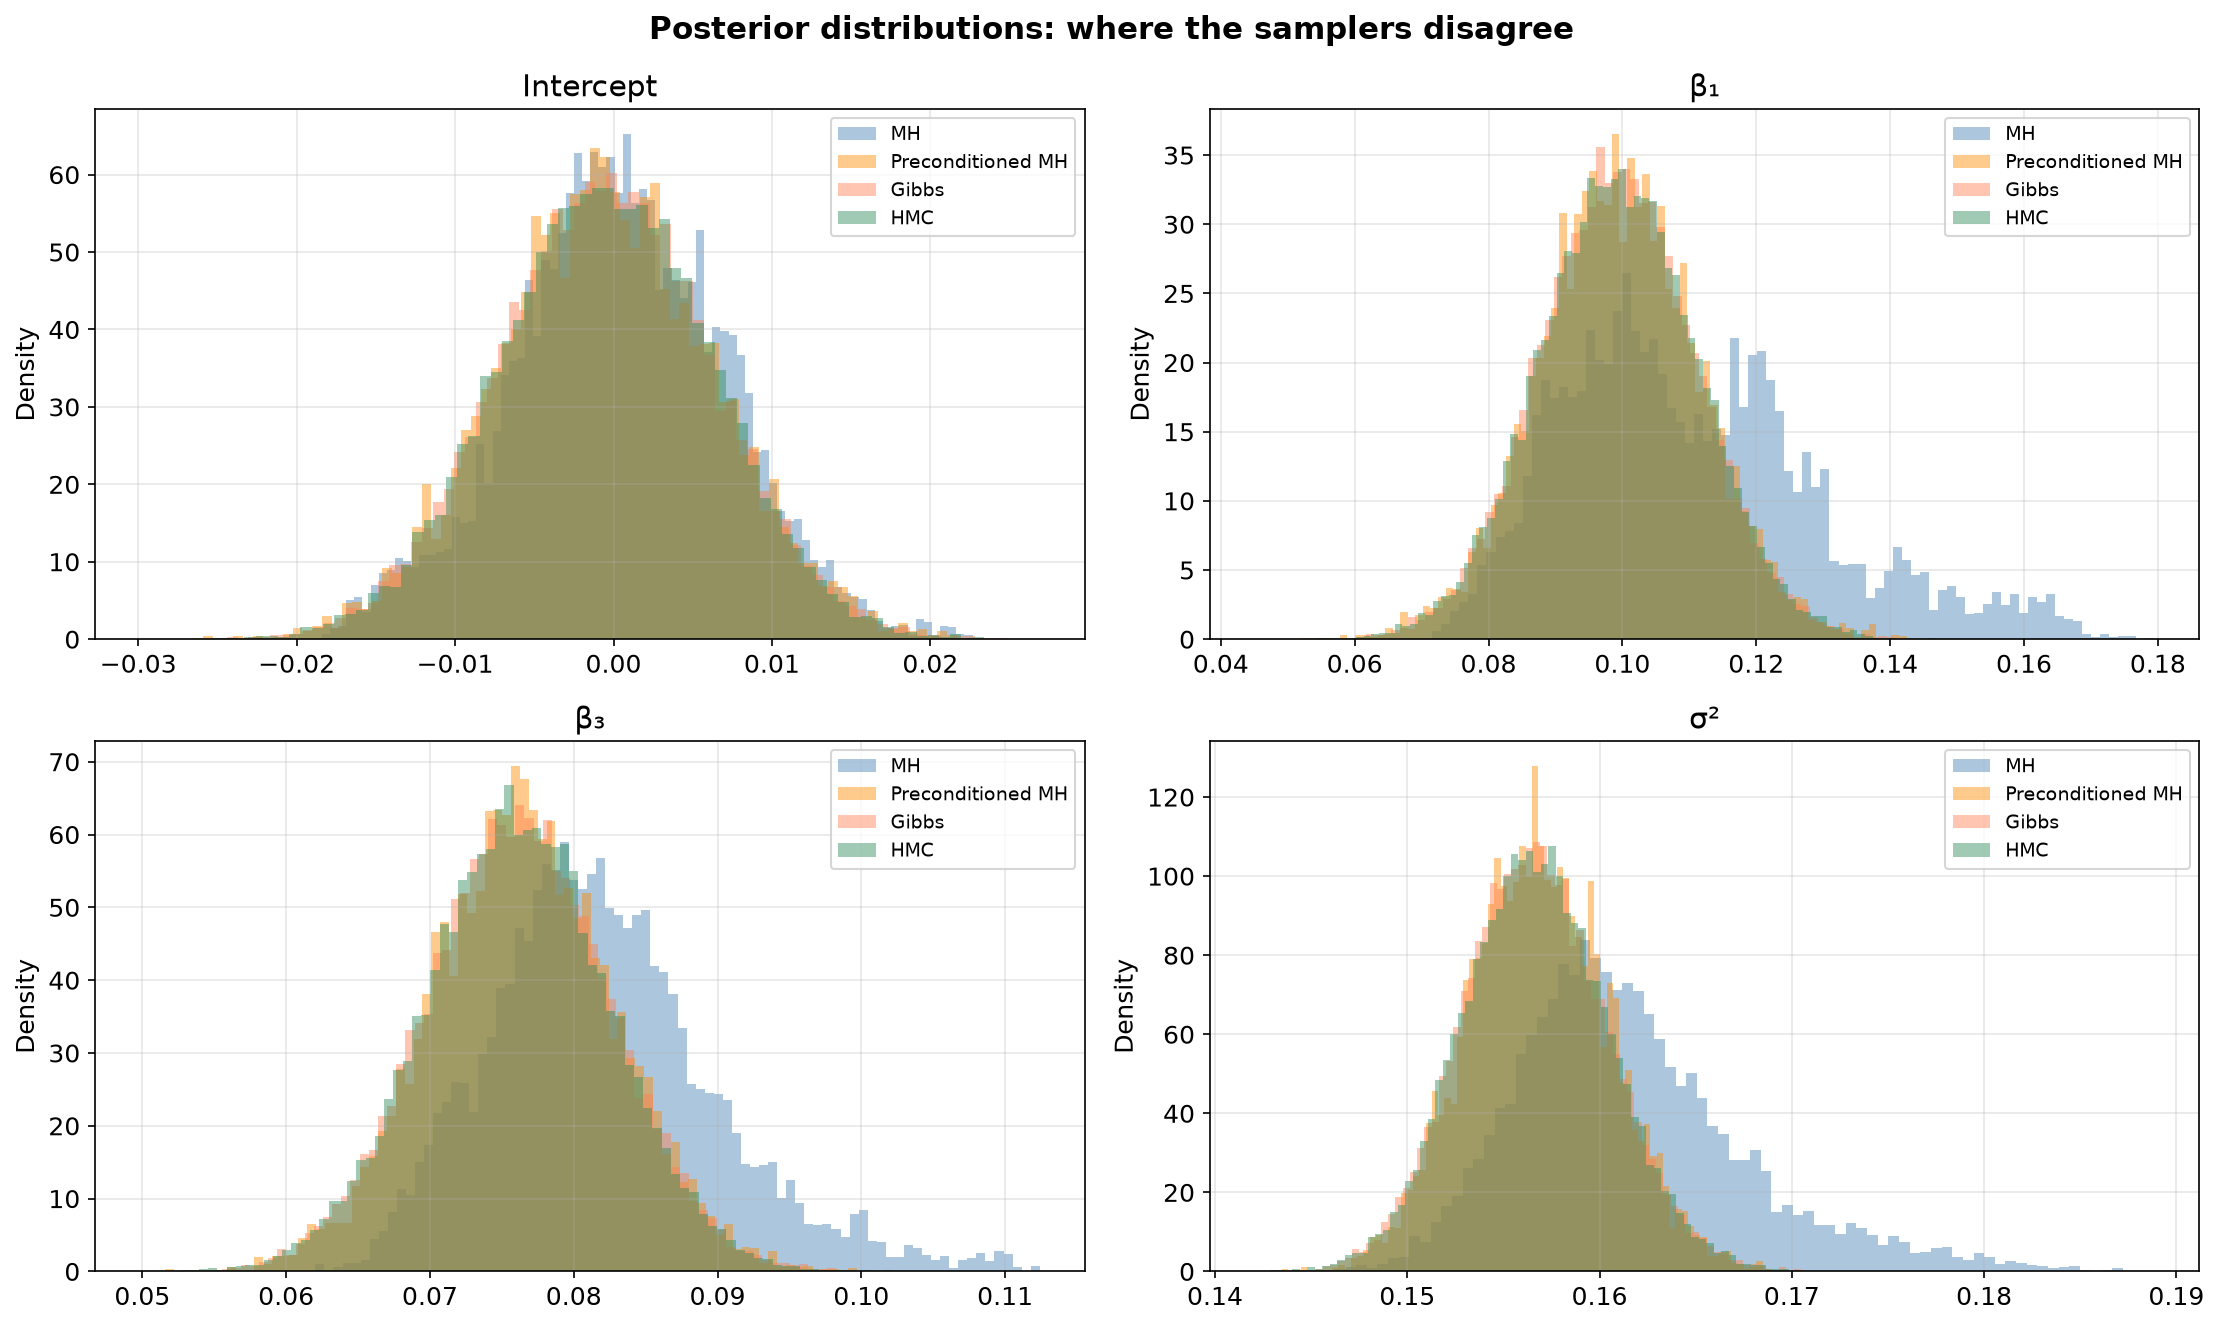 Posterior distributions: where the samplers disagree
Intercept
Density
60
50
40
30
20
10
0
−0.03 −0.02 −0.01 0.00 0.01 0.02
MH
Preconditioned MH
Gibbs
HMC
β₁
Density
35
30
25
20
15
10
5
0
0.04 0.06 0.08 0.10 0.12 0.14 0.16 0.18
MH
Preconditioned MH
Gibbs
HMC
β₃
Density
70
60
50
40
30
20
10
0
0.05 0.06 0.07 0.08 0.09 0.10 0.11
MH
Preconditioned MH
Gibbs
HMC
σ²
Density
120
100
80
60
40
20
0
0.14 0.15 0.16 0.17 0.18 0.19
MH
Preconditioned MH
Gibbs
HMC